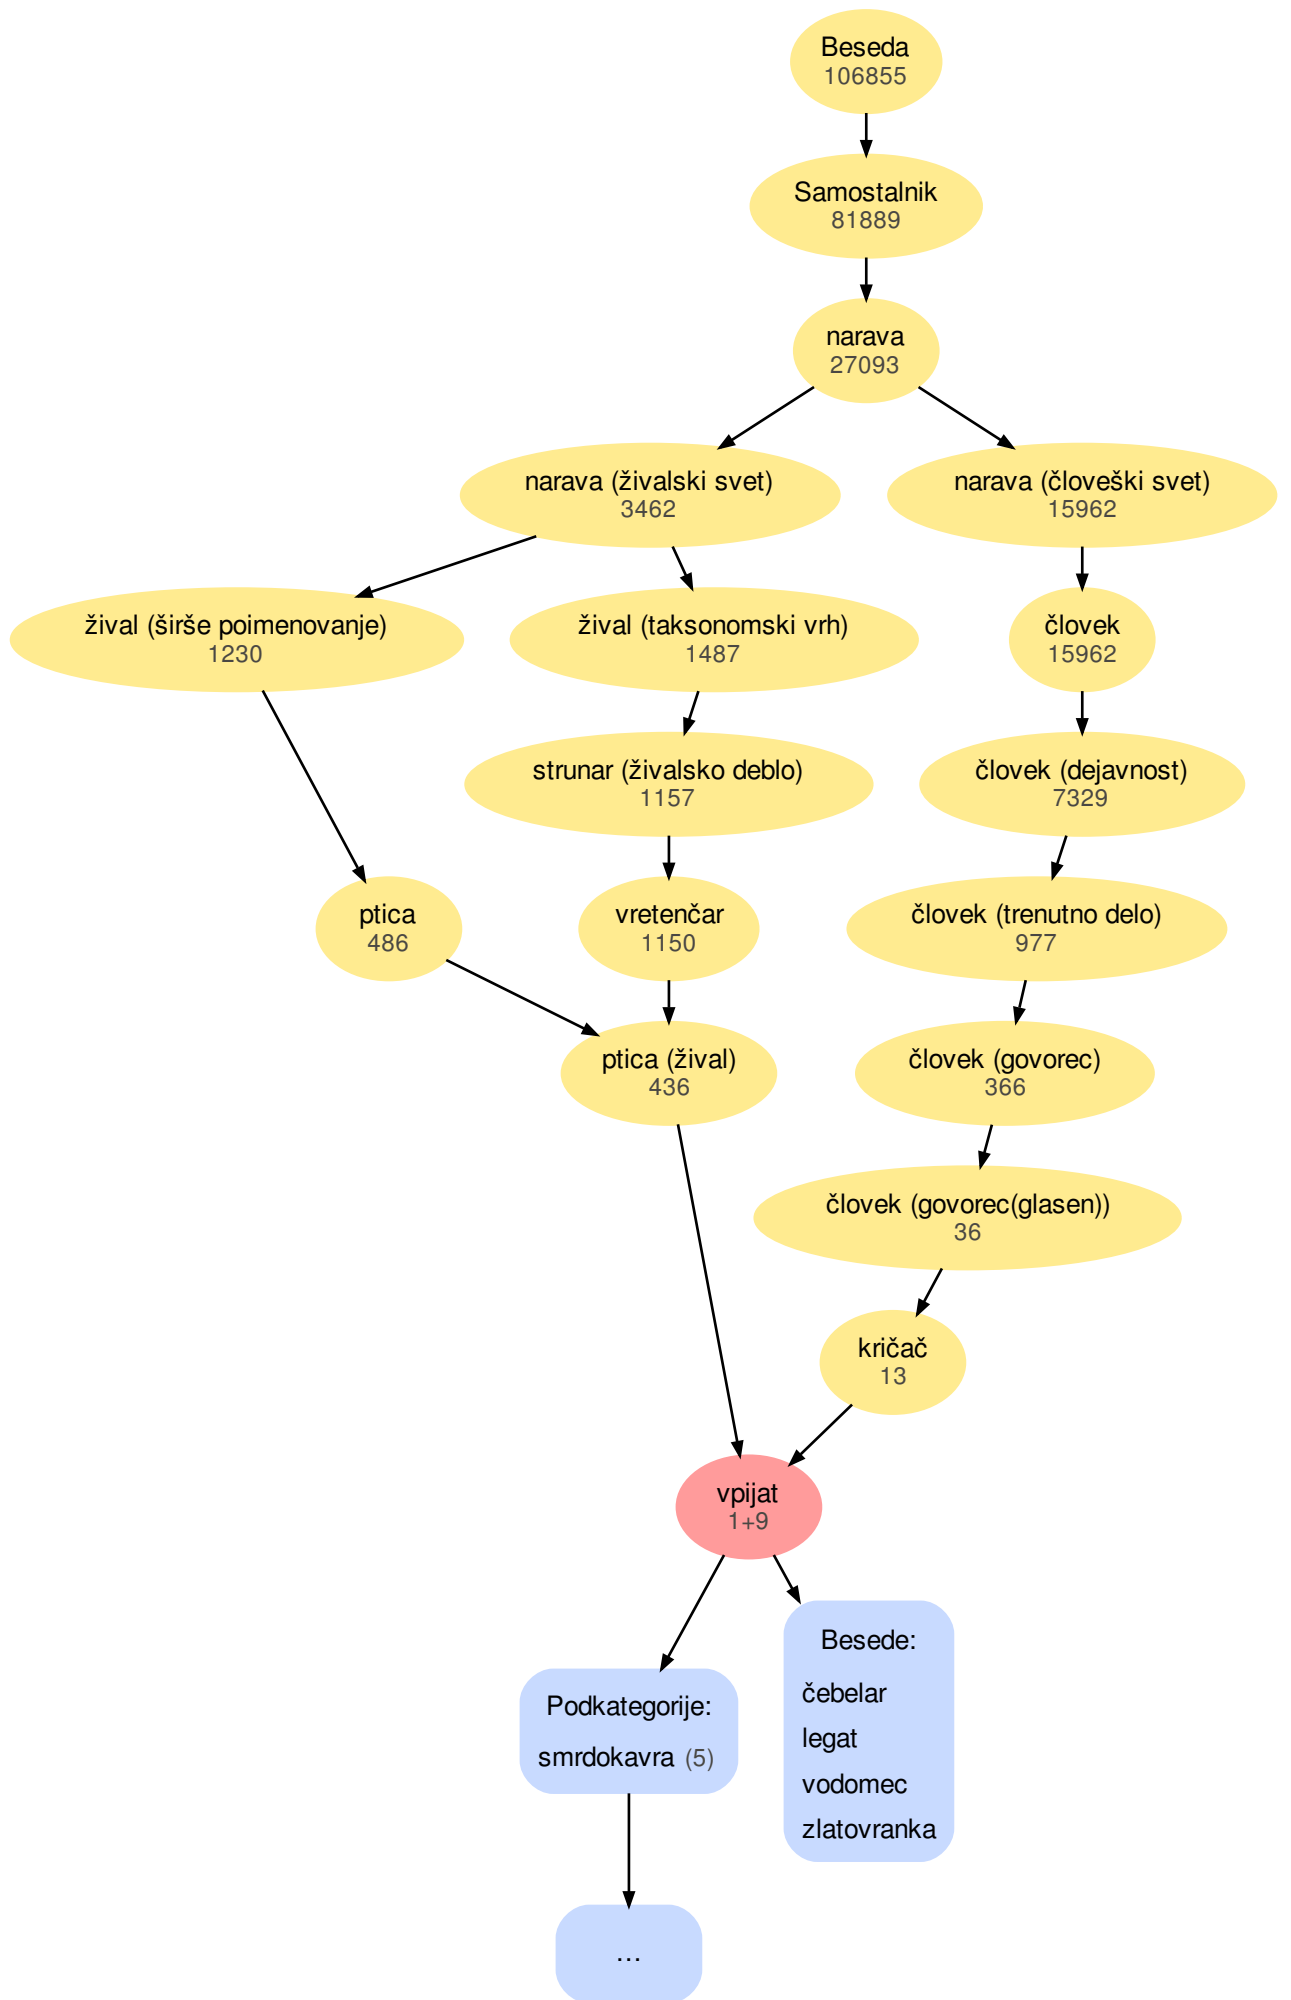 Beseda
106855
Samostalnik
81889
narava
27093
narava (živalski svet)
3462
narava (človeški svet)
15962
žival (širše poimenovanje)
1230
žival (taksonomski vrh)
1487
človek
15962
strunar (živalsko deblo)
1157
človek (dejavnost)
7329
ptica
486
vretenčar
1150
človek (trenutno delo)
977
ptica (žival)
436
človek (govorec)
366
človek (govorec(glasen))
36
kričač
13
vpijat
1+9
Podkategorije:
smrdokavra (5)
Besede:
čebelar
legat
vodomec
zlatovranka
...